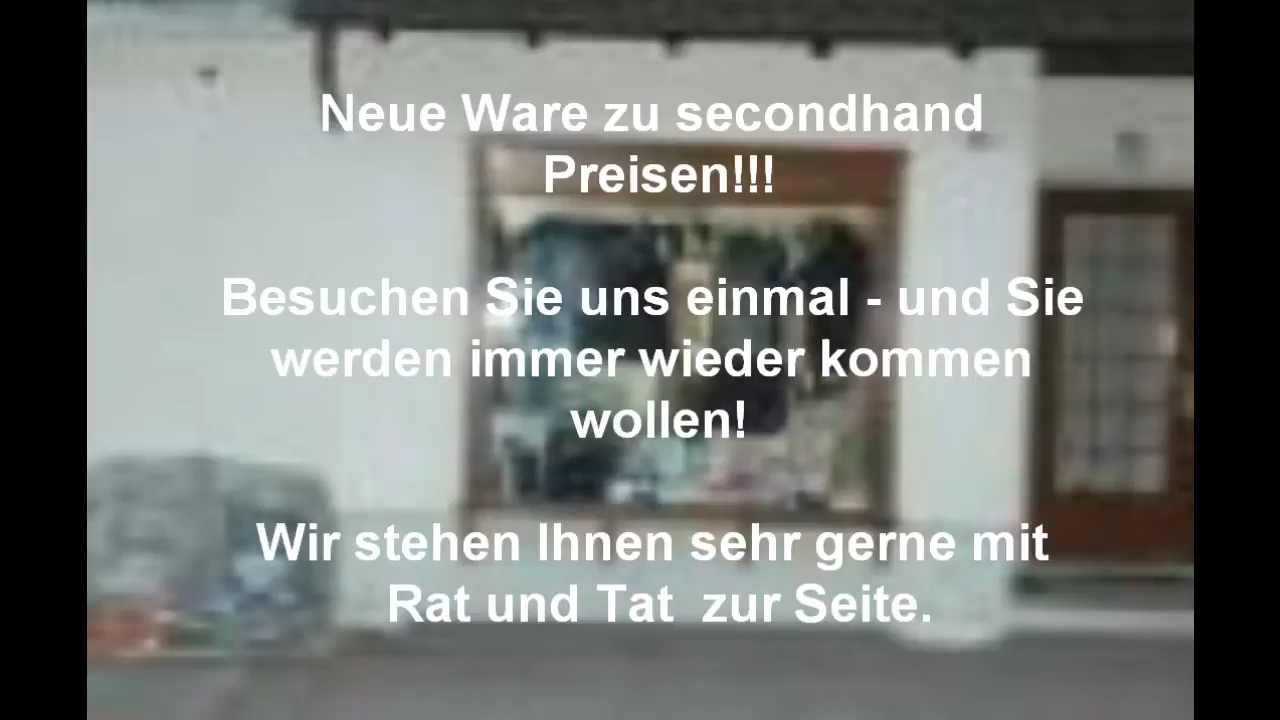 Neue Ware zu secondhand
Preisen!!!
Besuchen Sie uns einmal - und Sie
werden immer wieder kommen
wollen!
Wir stehen Ihnen sehr gerne mit
Rat und Tat zur Seite.